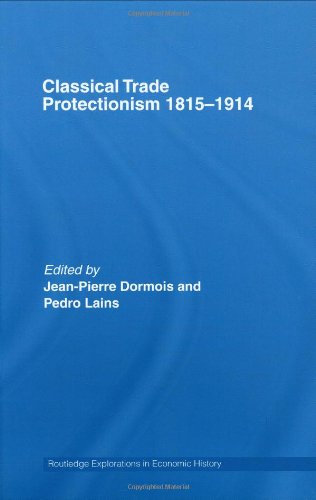 Classical Trade
Protectionism 1815–1914
Edited by
Jean-Pierre Dormois and
Pedro Lains
Routledge Explorations in Economic History